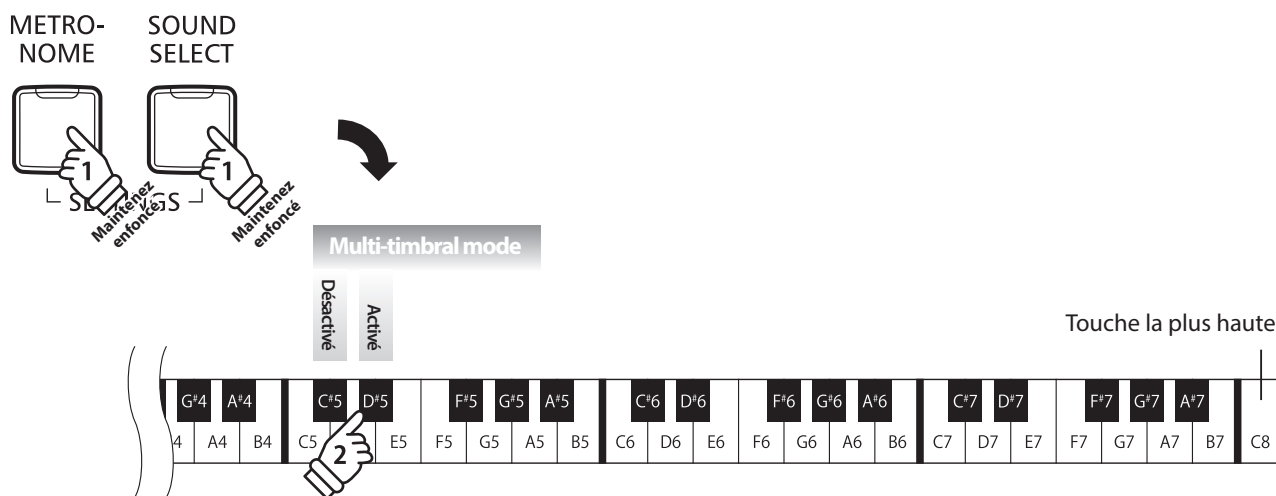 METRO-
NOME
SOUND
SELECT
1
1
Maintenez
enfoncé
Maintenez
enfoncé
Multi-timbral mode
Désactivé
Activé
Touche la plus haute
G#4 A#4 C#5 D#5 F#5 G#5 A#5 C#6 D#6 F#6 G#6 A#6 C#7 D#7 F#7 G#7 A#7
4 A4 B4 C5 E5 F5 G5 A5 B5 C6 D6 E6 F6 G6 A6 B6 C7 D7 E7 F7 G7 A7 B7 C8
2